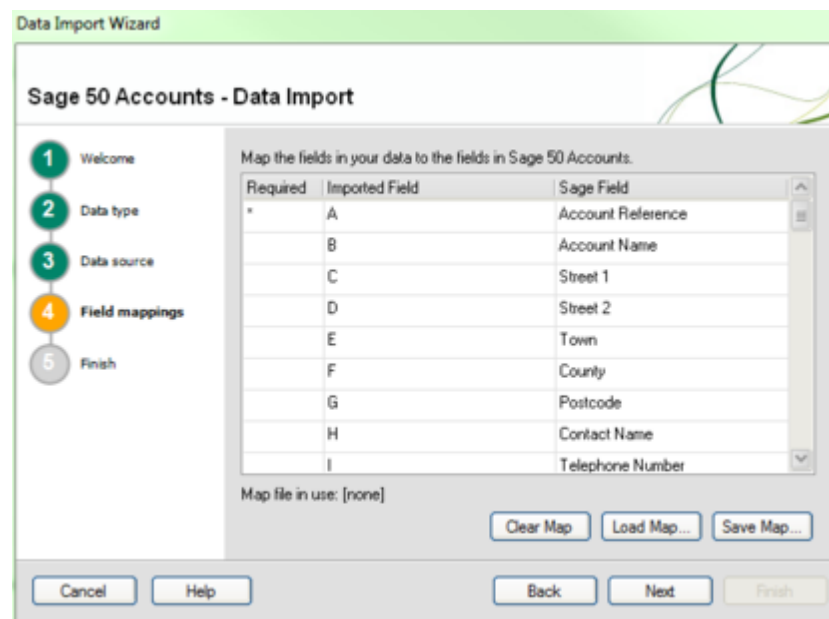 Data Import Wizard
Sage 50 Accounts - Data Import
1 Welcome
2 Data type
3 Data source
4 Field mappings
5 Finish
Map the fields in your data to the fields in Sage 50 Accounts.
Required Imported Field Sage Field
* A Account Reference
B Account Name
C Street 1
D Street 2
E Town
F County
G Postcode
H Contact Name
I Telephone Number
Map file in use: [none]
Clear Map Load Map... Save Map...
Cancel Help Back Next Finish